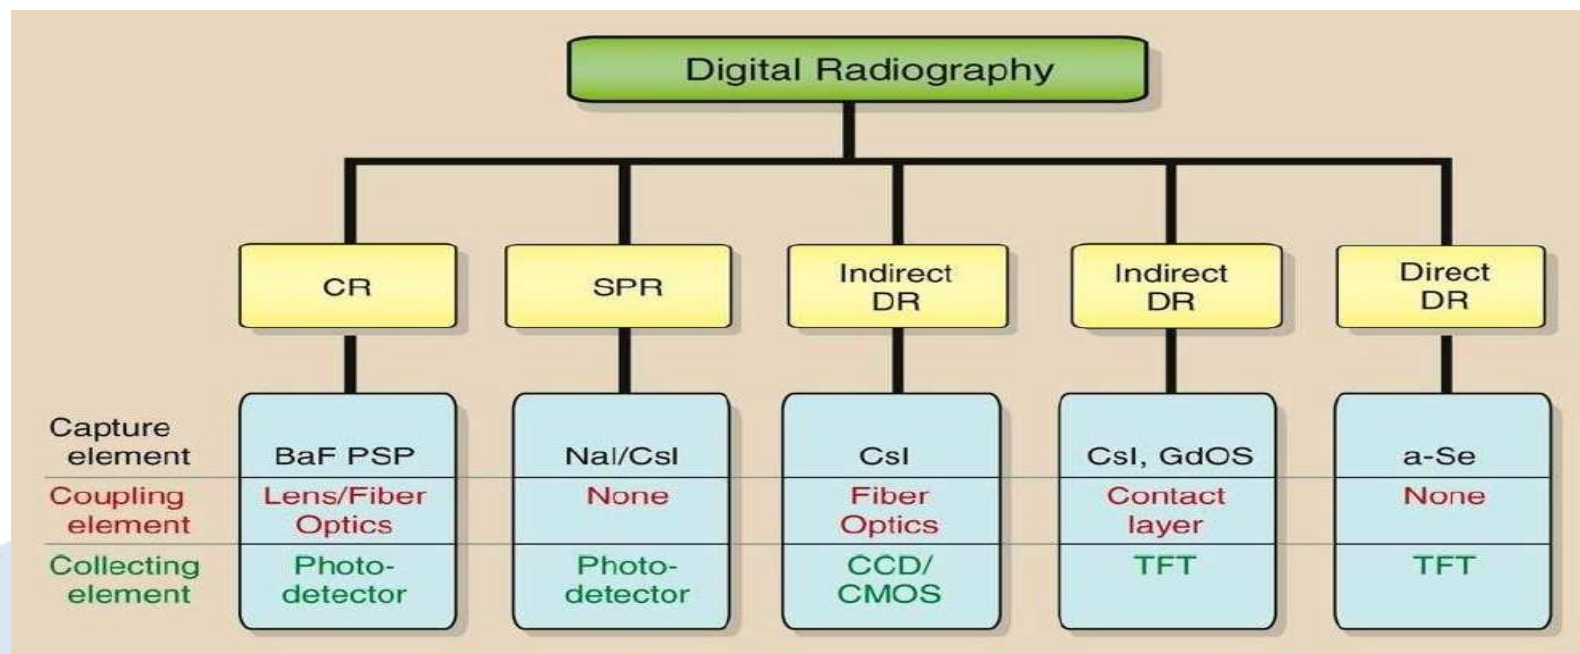 Digital Radiography
CR
SPR
Indirect
DR
Indirect
DR
Direct
DR
Capture
element
BaF PSP
NaI/CsI
CsI
CsI, GdOS
a-Se
Coupling
element
Lens/Fiber
Optics
None
Fiber
Optics
Contact
layer
None
Collecting
element
Photo-
detector
Photo-
detector
CCD/
CMOS
TFT
TFT